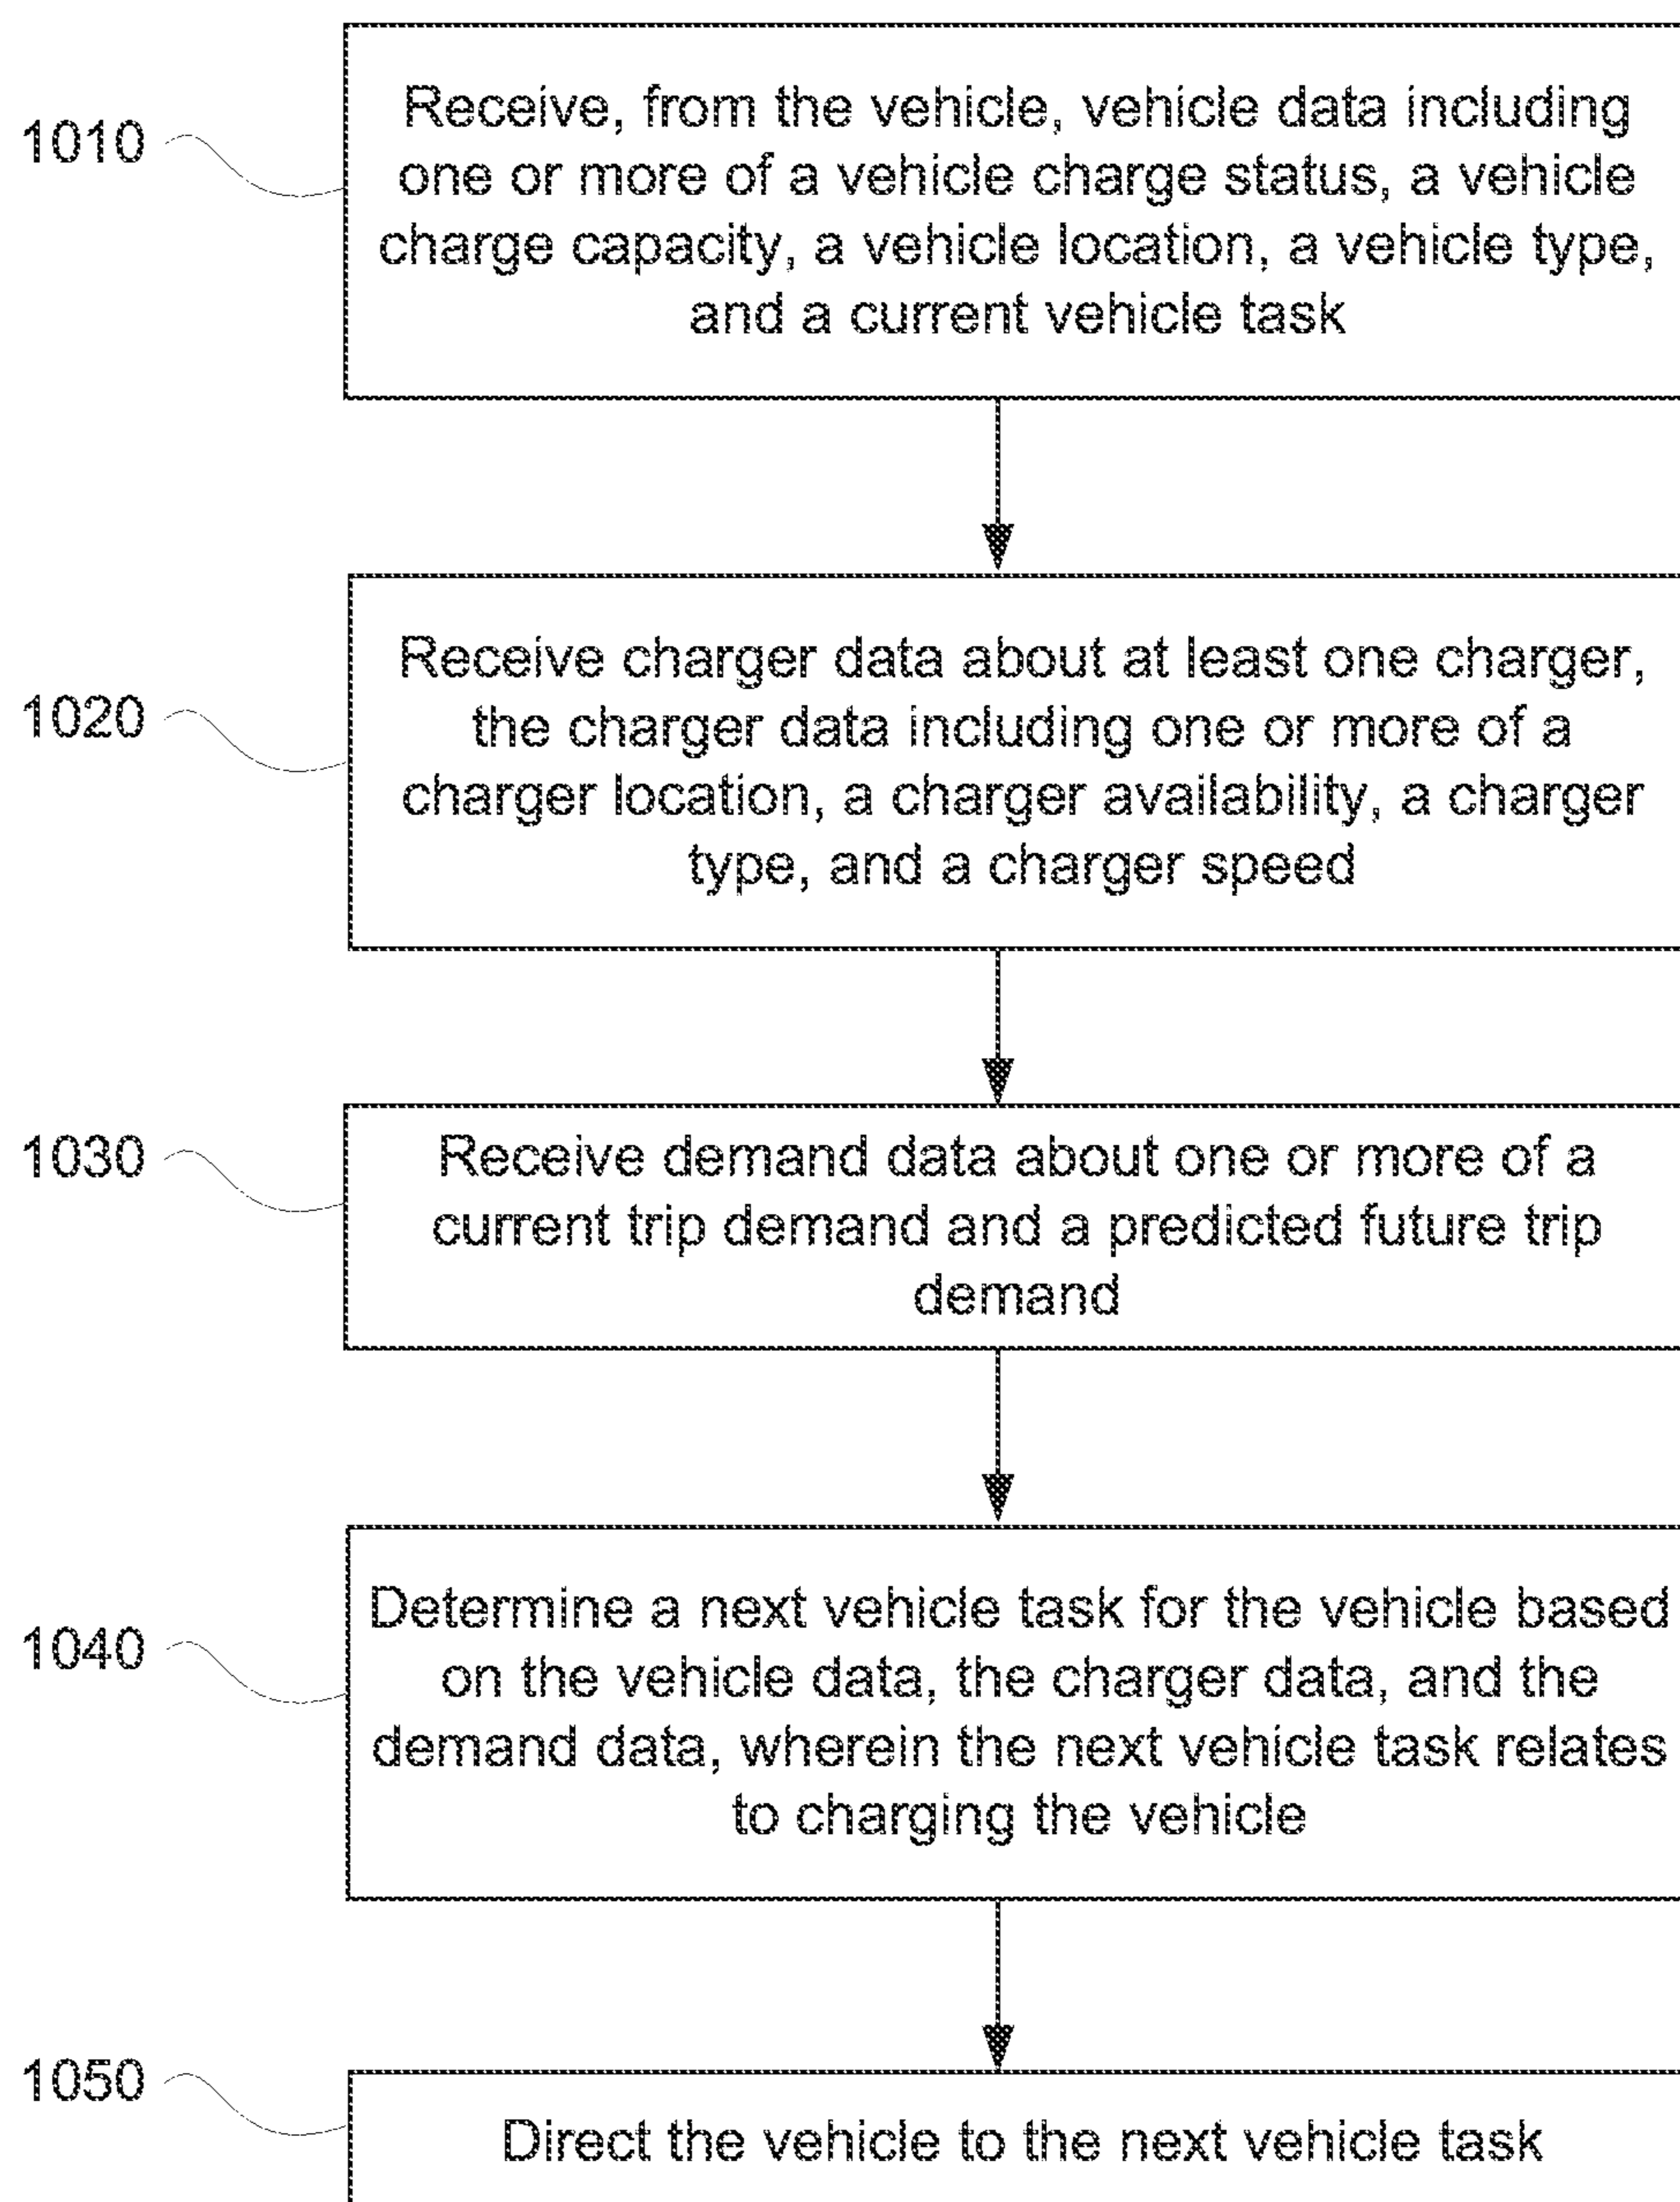 1010
Receive, from the vehicle, vehicle data including
one or more of a vehicle charge status, a vehicle
charge capacity, a vehicle location, a vehicle type,
and a current vehicle task
1020
Receive charger data about at least one charger,
the charger data including one or more of a
charger location, a charger availability, a charger
type, and a charger speed
1030
Receive demand data about one or more of a
current trip demand and a predicted future trip
demand
1040
Determine a next vehicle task for the vehicle based
on the vehicle data, the charger data, and the
demand data, wherein the next vehicle task relates
to charging the vehicle
1050
Direct the vehicle to the next vehicle task